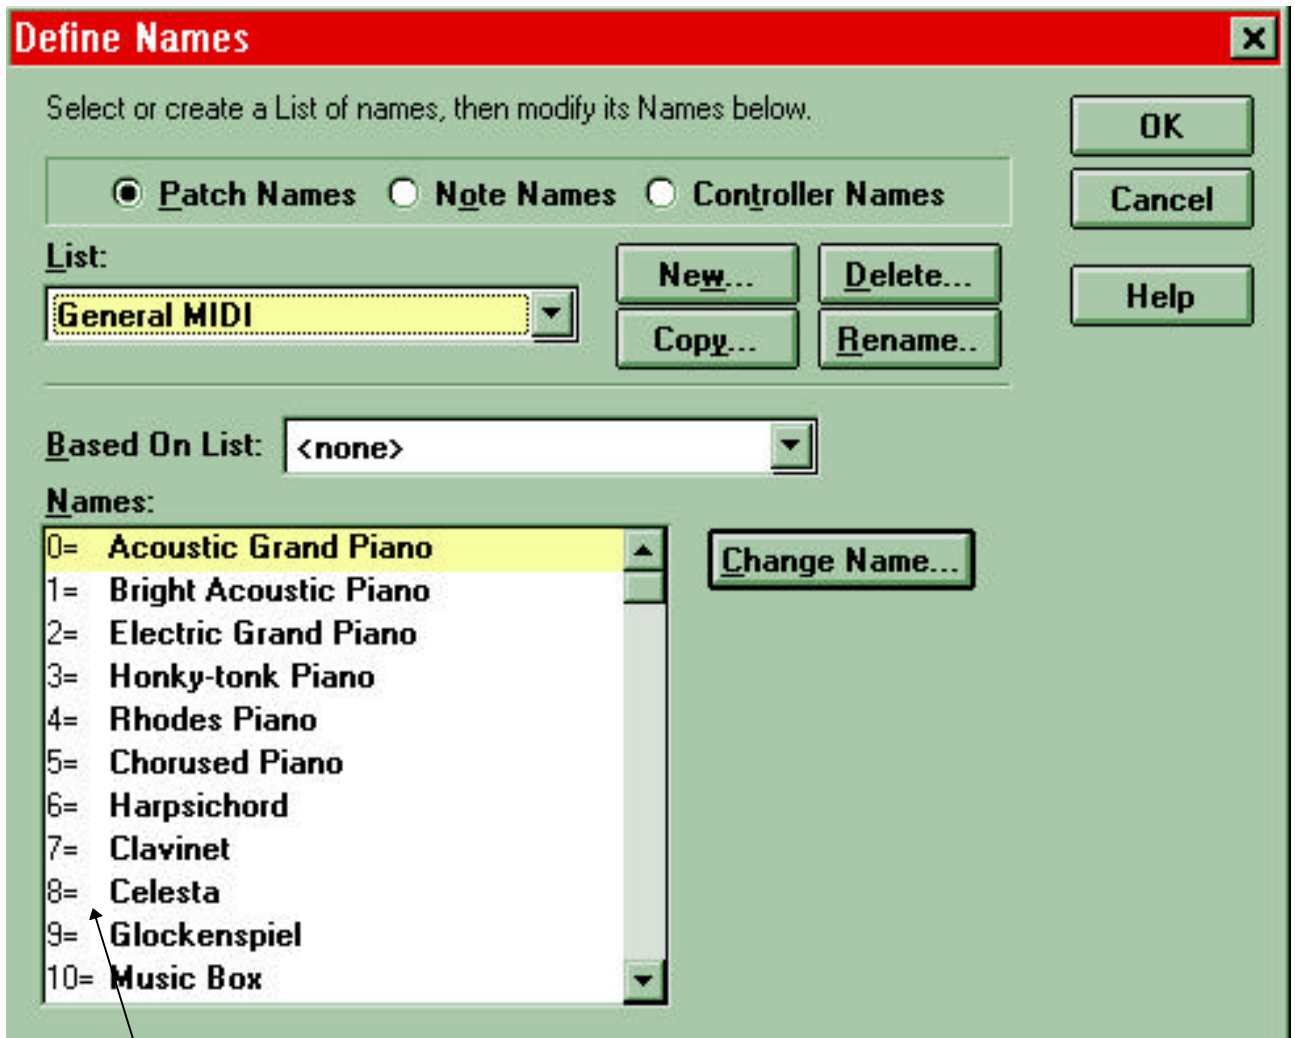 Define Names
Select or create a List of names, then modify its Names below.
Patch Names Note Names Controller Names
OK
Cancel
Help
List:
General MIDI
New... Delete...
Copy... Rename..
Based On List: <none>
Names:
0= Acoustic Grand Piano
1= Bright Acoustic Piano
2= Electric Grand Piano
3= Honky-tonk Piano
4= Rhodes Piano
5= Chorused Piano
6= Harpsichord
7= Clavinet
8= Celesta
9= Glockenspiel
10= Music Box
Change Name...